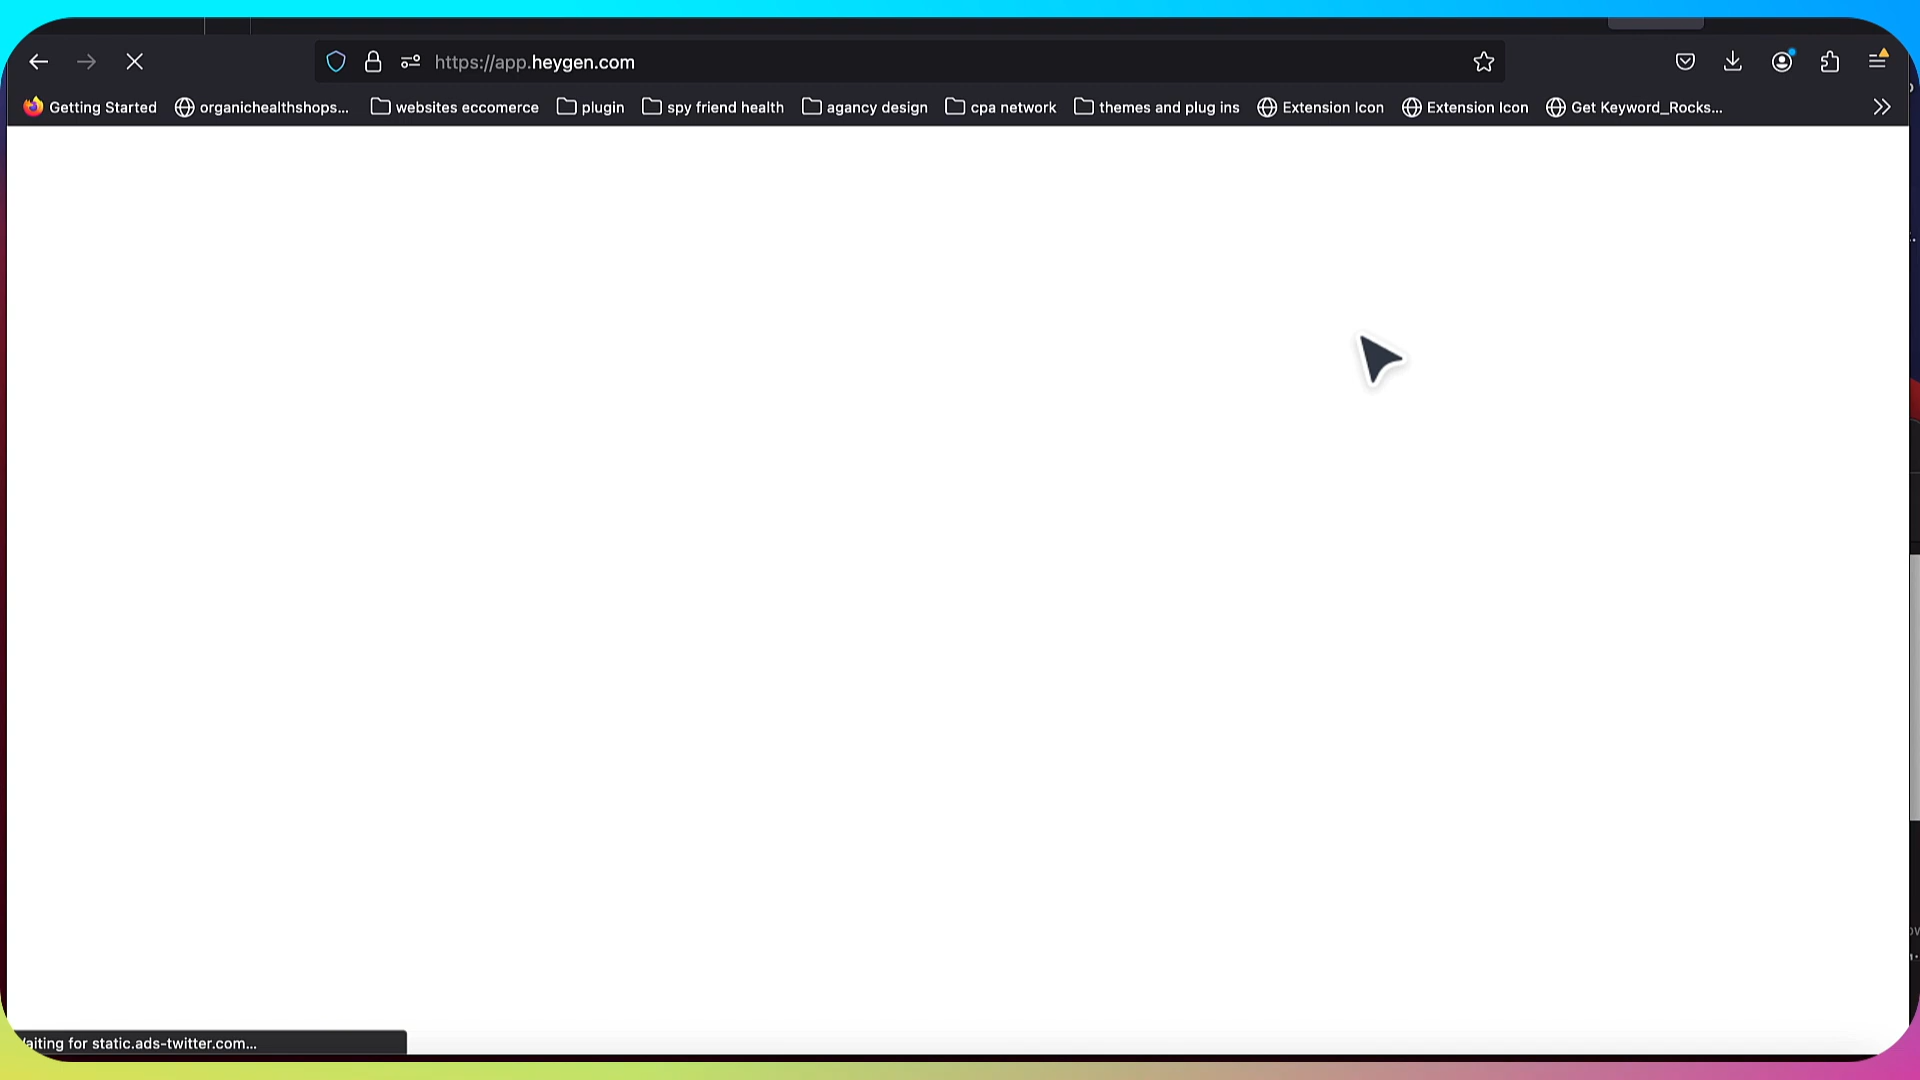 https://app.heygen.com
Getting Started organichealthshops... websites eccomerce plugin spy friend health agancy design cpa network themes and plug ins Extension Icon Extension Icon Get Keyword_Rocks...
aiting for static.ads-twitter.com...